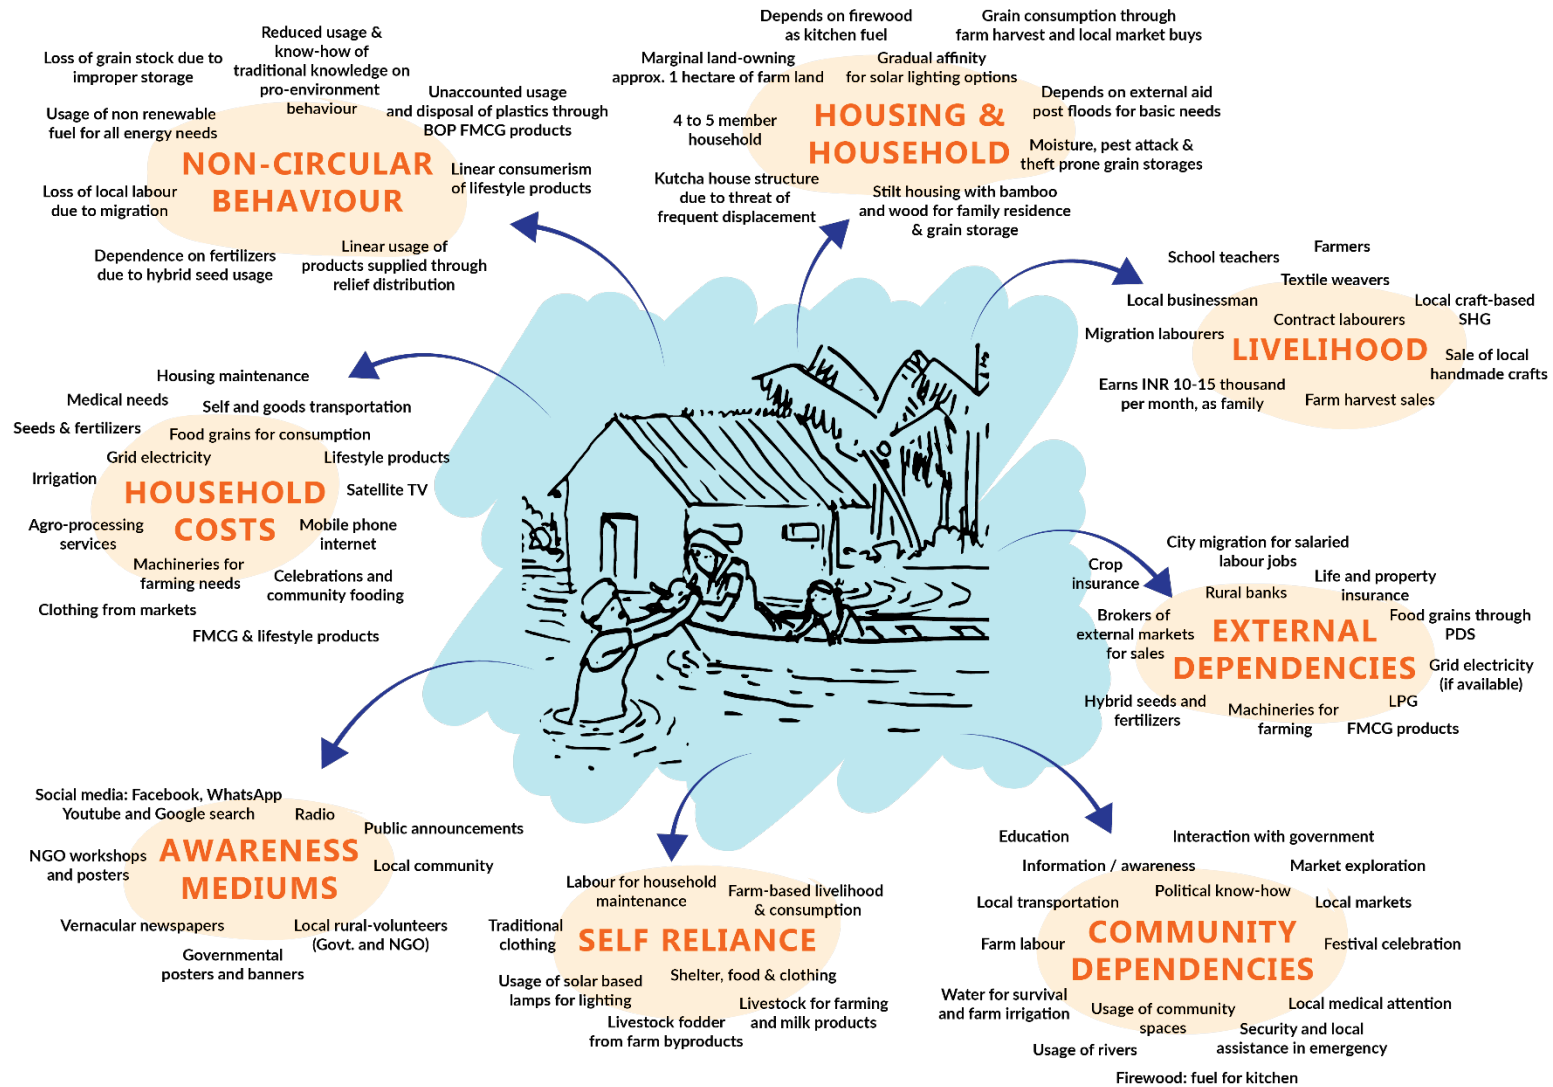 Reduced usage &
know-how of
traditional knowledge on
pro-environment
behaviour
Loss of grain stock due to
improper storage
Unaccounted usage
and disposal of plastics through
BOP FMCG products
Usage of non renewable
fuel for all energy needs
NON-CIRCULAR
BEHAVIOUR
Linear consumerism
of lifestyle products
Loss of local labour
due to migration
Dependence on fertilizers
due to hybrid seed usage
Linear usage of
products supplied through
relief distribution
Depends on firewood
as kitchen fuel
Grain consumption through
farm harvest and local market buys
Marginal land-owning
approx. 1 hectare of farm land
Gradual affinity
for solar lighting options
Depends on external aid
post floods for basic needs
4 to 5 member
household
HOUSING &
HOUSEHOLD
Moisture, pest attack &
theft prone grain storages
Kutcha house structure
due to threat of
frequent displacement
Stilt housing with bamboo
and wood for family residence
& grain storage
School teachers
Farmers
Textile weavers
Local businessman
Local craft-based
SHG
Contract labourers
Migration labourers
LIVELIHOOD
Sale of local
handmade crafts
Earns INR 10-15 thousand
per month, as family
Farm harvest sales
Housing maintenance
Medical needs
Self and goods transportation
Seeds & fertilizers
Food grains for consumption
Grid electricity
Lifestyle products
Irrigation
HOUSEHOLD
COSTS
Satellite TV
Agro-processing
services
Mobile phone
internet
Machineries for
farming needs
Celebrations and
community fooding
Clothing from markets
FMCG & lifestyle products
City migration for salaried
labour jobs
Crop
insurance
Rural banks
Life and property
insurance
Brokers of
external markets
for sales
EXTERNAL
DEPENDENCIES
Food grains through
PDS
Grid electricity
(if available)
Hybrid seeds and
fertilizers
Machineries for
farming
LPG
FMCG products
Social media: Facebook, WhatsApp
Youtube and Google search
Radio
Public announcements
NGO workshops
and posters
AWARENESS
MEDIUMS
Local community
Vernacular newspapers
Local rural-volunteers
(Govt. and NGO)
Governmental
posters and banners
Labour for household
maintenance
Farm-based livelihood
& consumption
Traditional
clothing
SELF RELIANCE
Usage of solar based
lamps for lighting
Shelter, food & clothing
Livestock for farming
and milk products
Livestock fodder
from farm byproducts
Education
Interaction with government
Information / awareness
Market exploration
Political know-how
Local transportation
Local markets
Farm labour
COMMUNITY
DEPENDENCIES
Festival celebration
Water for survival
and farm irrigation
Usage of community
spaces
Local medical attention
Security and local
assistance in emergency
Usage of rivers
Firewood: fuel for kitchen